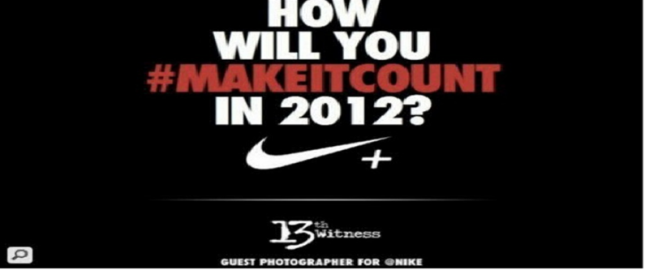 HOW
WILL YOU
#MAKEITCOUNT
IN 2012?
+
13th Witness
GUEST PHOTOGRAPHER FOR @NIKE